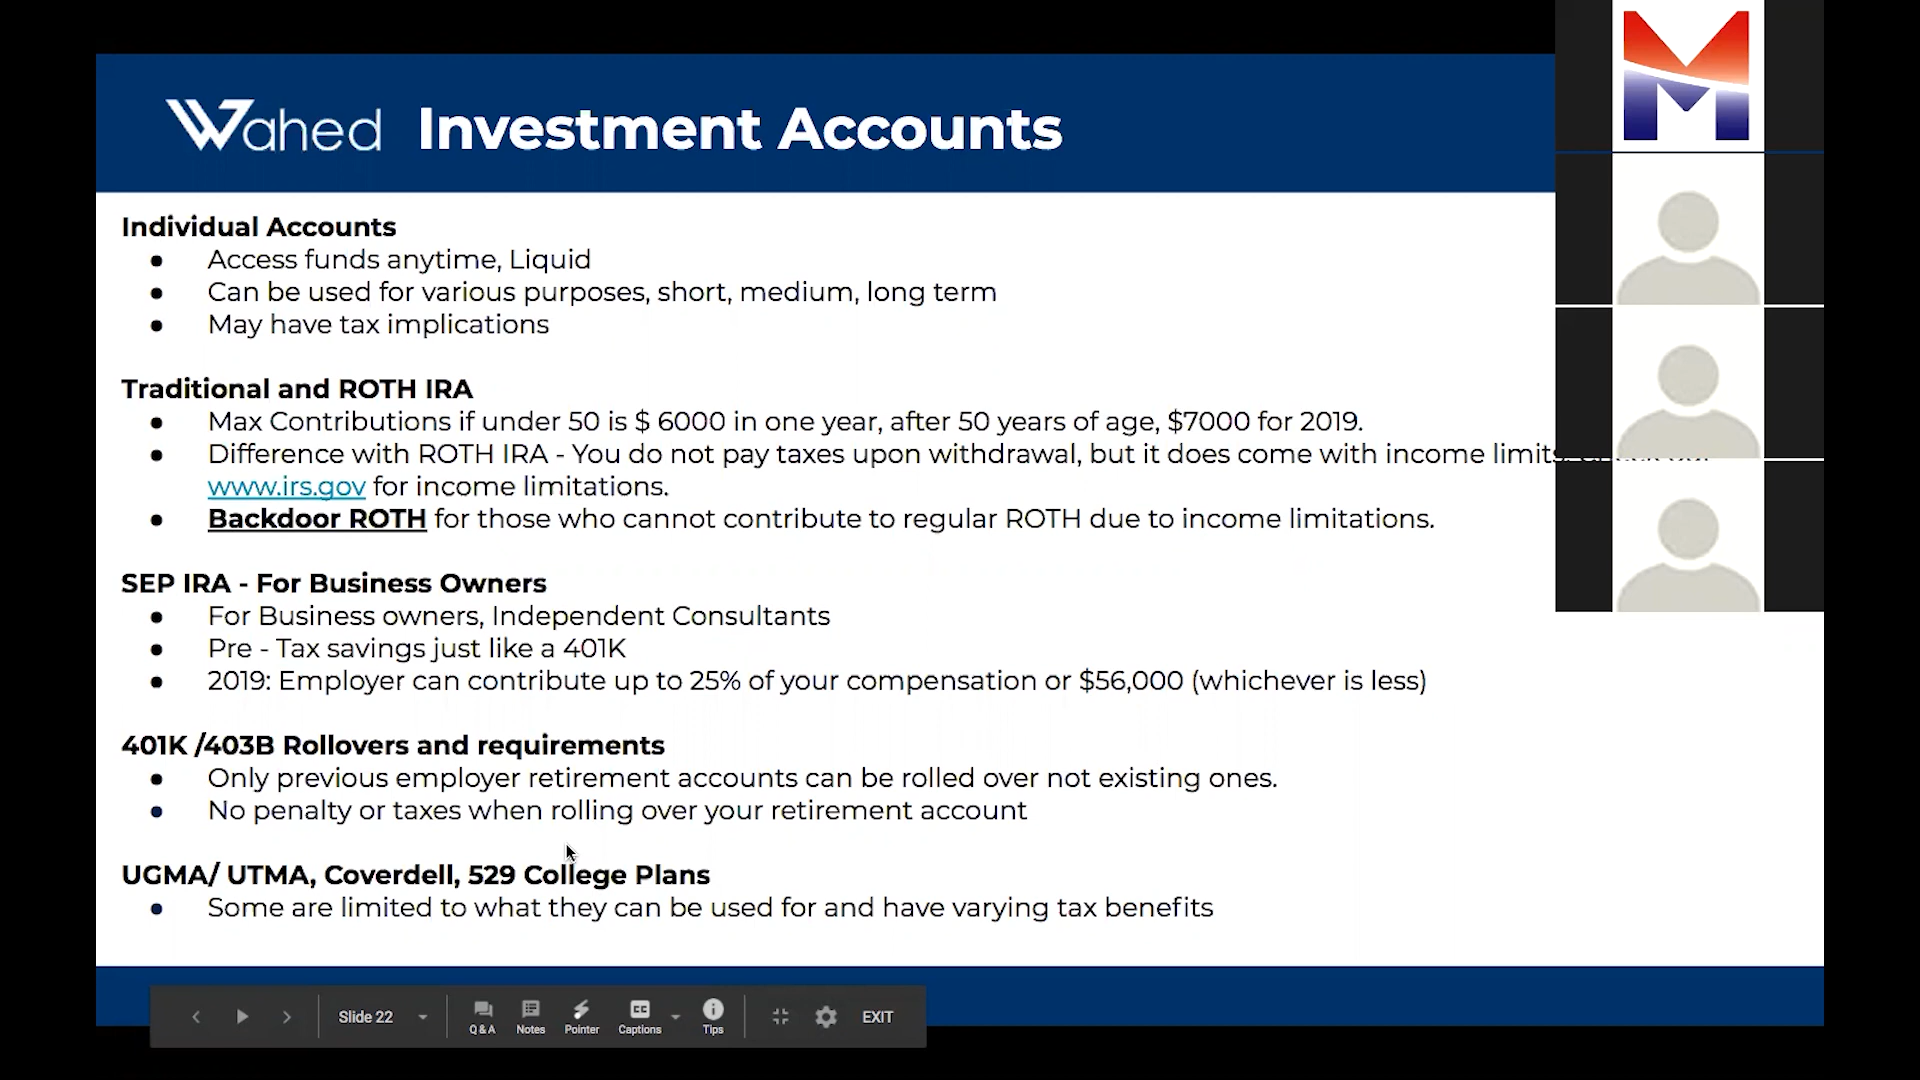 Wahed Investment Accounts
Individual Accounts
● Access funds anytime, Liquid
● Can be used for various purposes, short, medium, long term
● May have tax implications
Traditional and ROTH IRA
● Max Contributions if under 50 is $ 6000 in one year, after 50 years of age, $7000 for 2019.
● Difference with ROTH IRA - You do not pay taxes upon withdrawal, but it does come with income limits.
www.irs.gov for income limitations.
● Backdoor ROTH for those who cannot contribute to regular ROTH due to income limitations.
SEP IRA - For Business Owners
● For Business owners, Independent Consultants
● Pre - Tax savings just like a 401K
● 2019: Employer can contribute up to 25% of your compensation or $56,000 (whichever is less)
401K /403B Rollovers and requirements
● Only previous employer retirement accounts can be rolled over not existing ones.
● No penalty or taxes when rolling over your retirement account
UGMA/ UTMA, Coverdell, 529 College Plans
● Some are limited to what they can be used for and have varying tax benefits
Slide 22
Q & A Notes Pointer Captions Tips
EXIT
M
CC